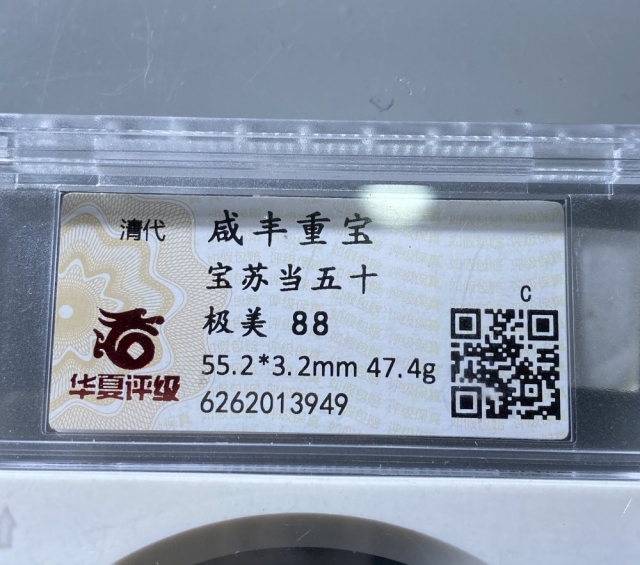 清代 咸丰重宝
宝苏当五十
极美 88
C
55.2*3.2mm 47.4g
6262013949
华夏评级